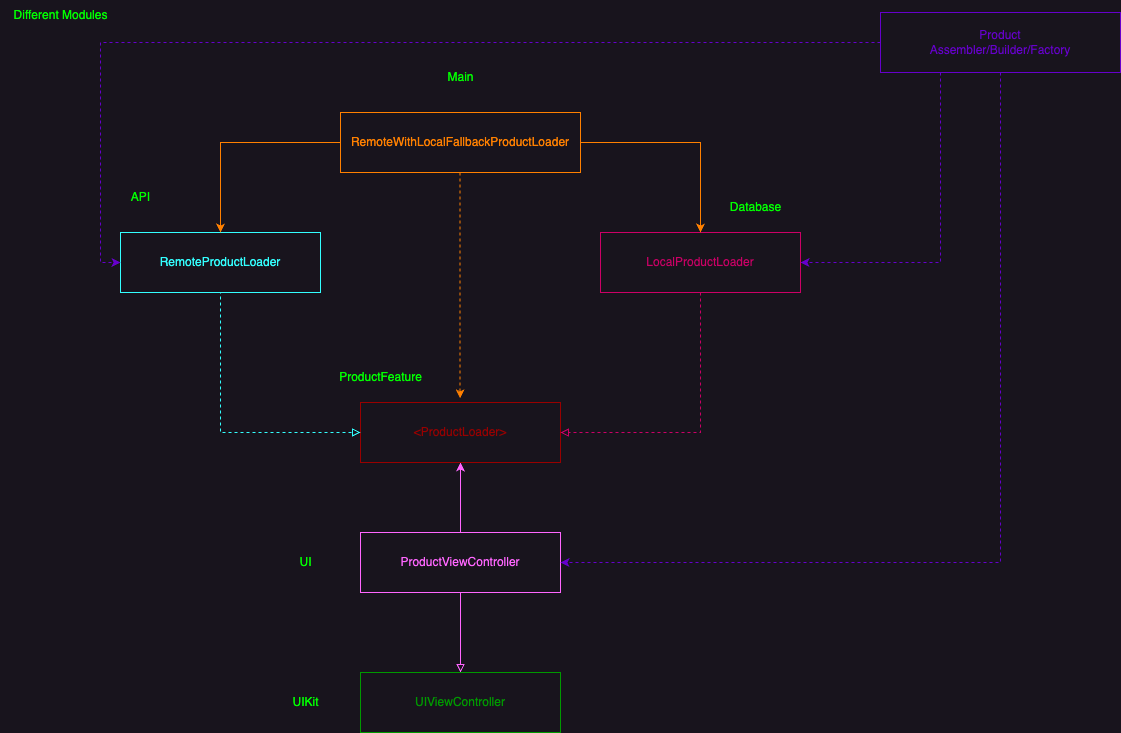 Different Modules
Product
Assembler/Builder/Factory
Main
RemoteWithLocalFallbackProductLoader
API
Database
RemoteProductLoader
LocalProductLoader
ProductFeature
<ProductLoader>
UI
ProductViewController
UIKit
UIViewController